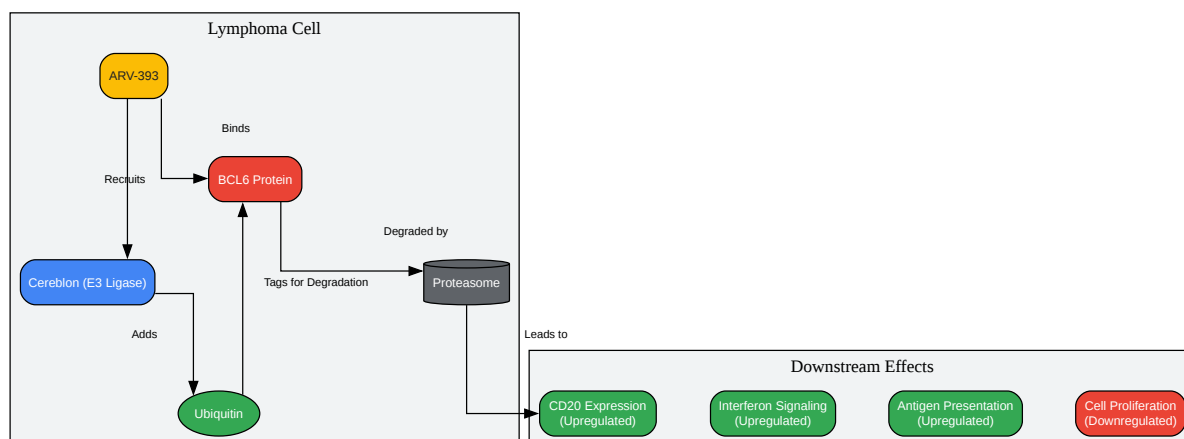 Lymphoma Cell
ARV-393
Binds
Recruits
BCL6 Protein
Degraded by
Cereblon (E3 Ligase)
Tags for Degradation
Proteasome
Adds
Leads to
Ubiquitin
Downstream Effects
CD20 Expression
(Upregulated)
Interferon Signaling
(Upregulated)
Antigen Presentation
(Upregulated)
Cell Proliferation
(Downregulated)